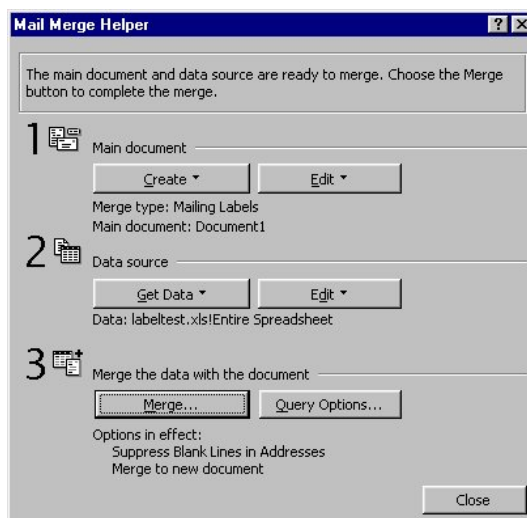 Mail Merge Helper
The main document and data source are ready to merge. Choose the Merge
button to complete the merge.
1 Main document
Create Edit
Merge type: Mailing Labels
Main document: Document1
2 Data source
Get Data Edit
Data: labeltest.xls!Entire Spreadsheet
3 Merge the data with the document
Merge... Query Options...
Options in effect:
Suppress Blank Lines in Addresses
Merge to new document
Close